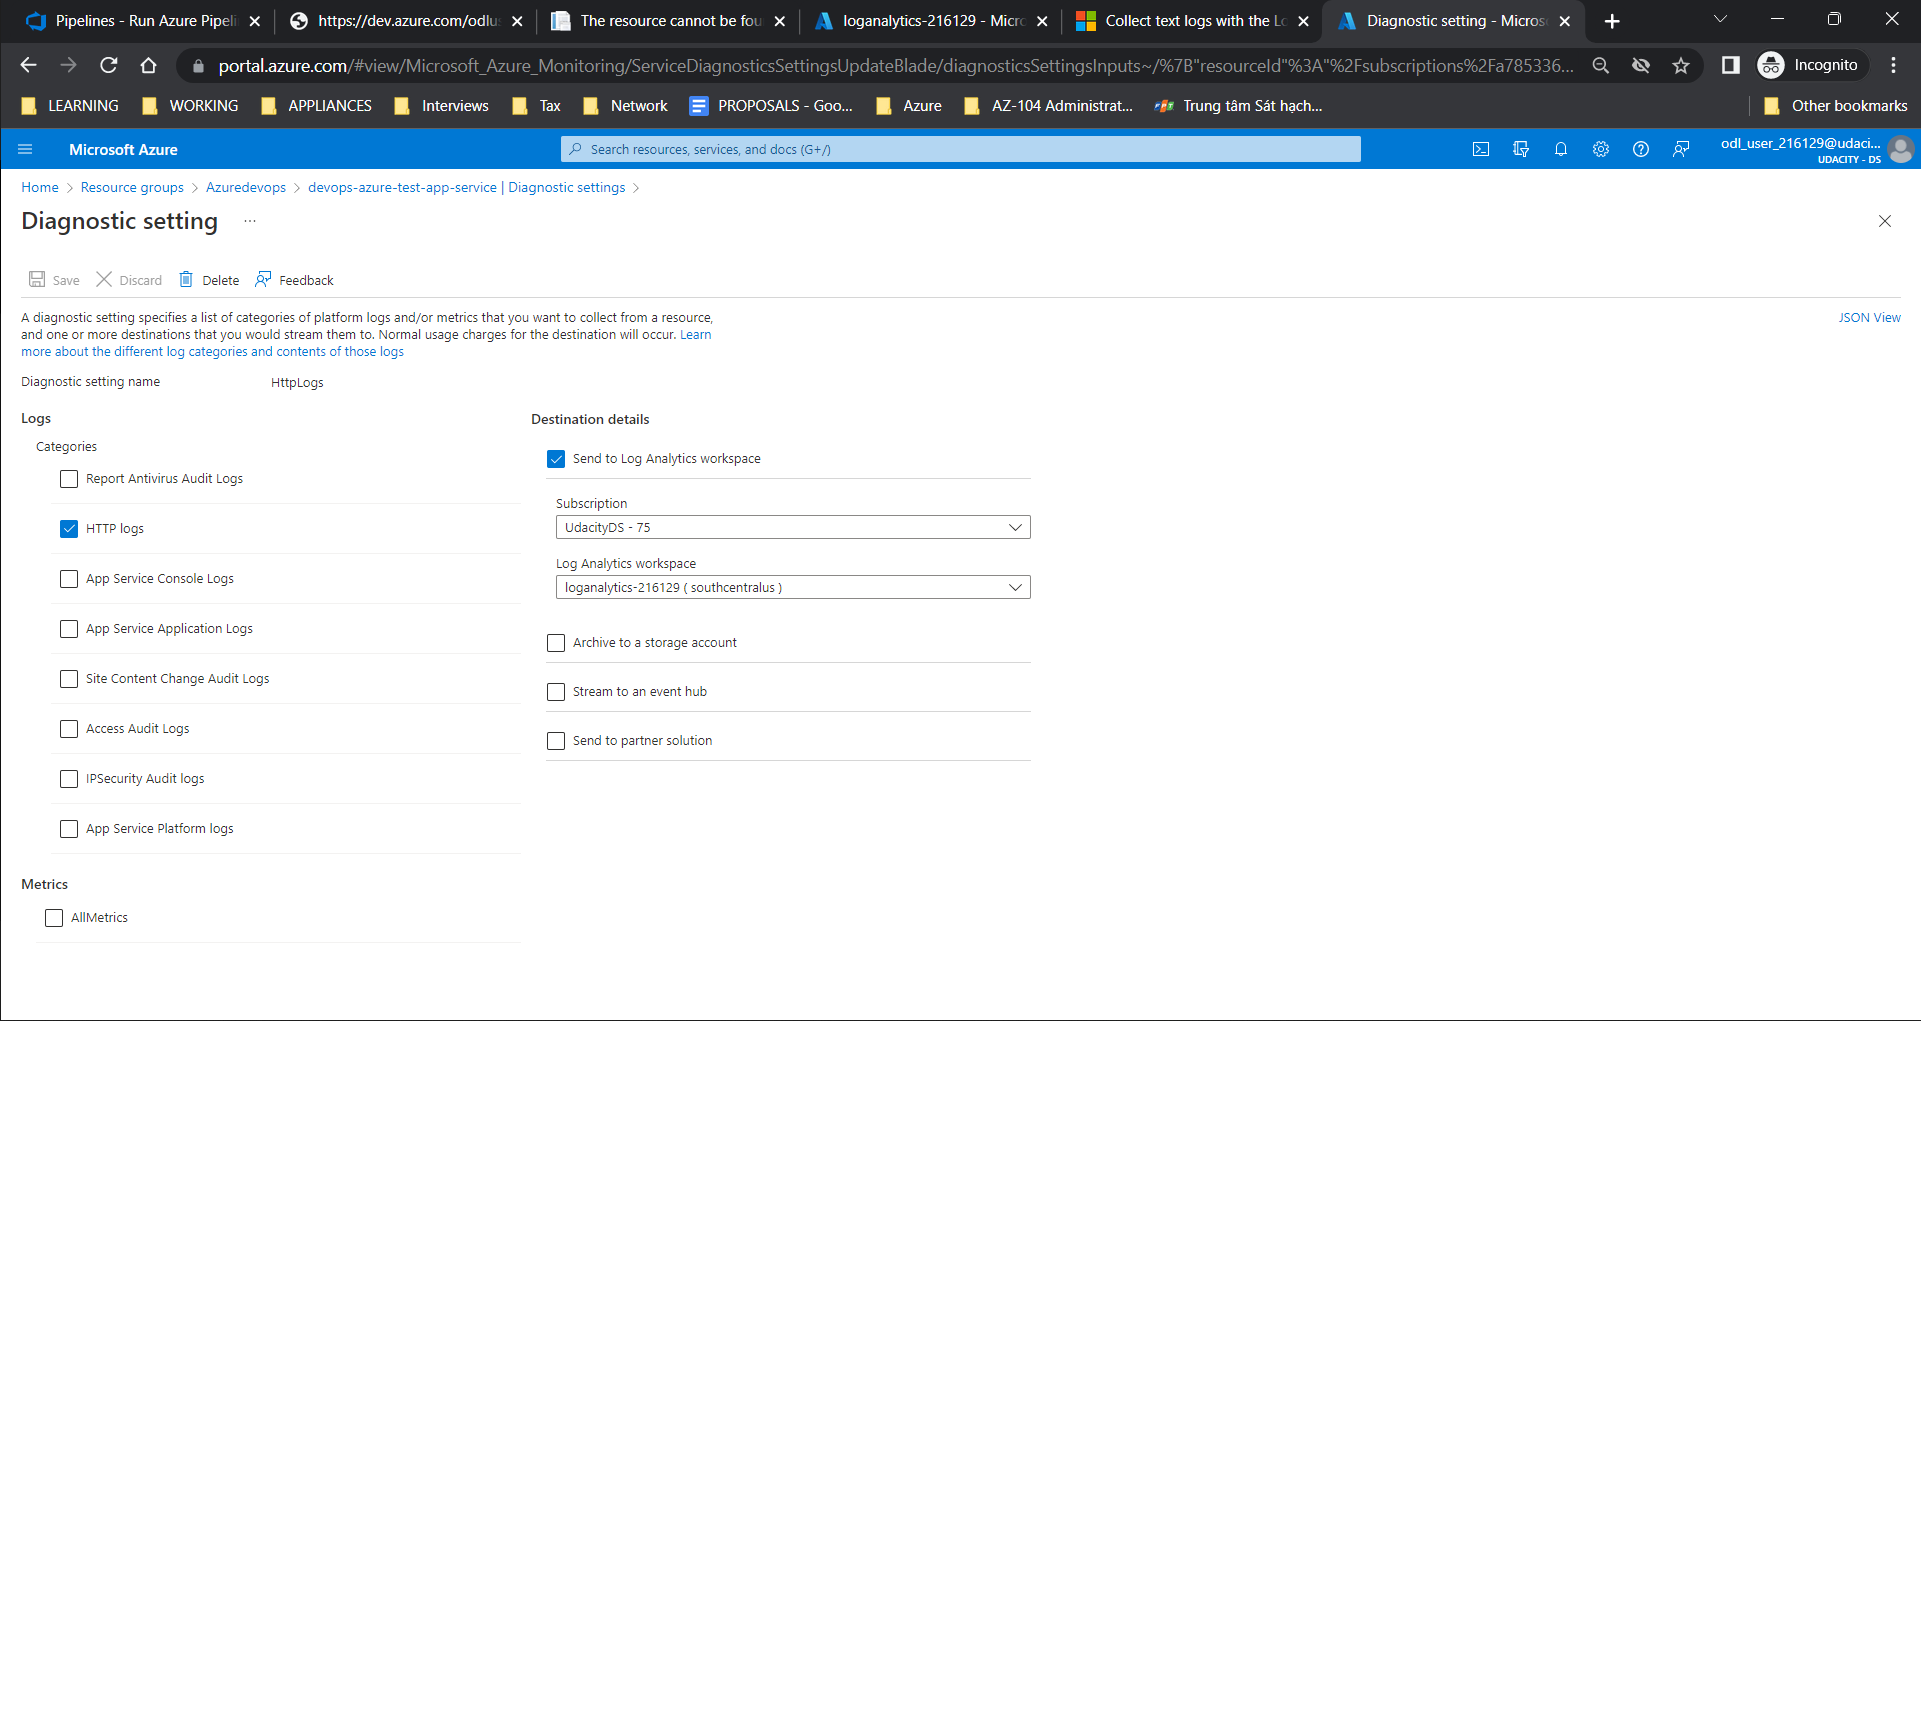 Pipelines - Run Azure Pipeli
https://dev.azure.com/odlus
The resource cannot be fou
loganalytics-216129 - Micro
Collect text logs with the Lo
Diagnostic setting - Microso
portal.azure.com/#view/Microsoft_Azure_Monitoring/ServiceDiagnosticsSettingsUpdateBlade/diagnosticsSettingsInputs~/%7B"resourceId"%3A"%2Fsubscriptions%2Fa785336...
Incognito
LEARNING WORKING APPLIANCES Interviews Tax Network PROPOSALS - Goo... Azure AZ-104 Administrat... Trung tâm Sát hạch... Other bookmarks
Microsoft Azure
Search resources, services, and docs (G+/)
odl_user_216129@udaci...
UDACITY - DS
Home > Resource groups > Azuredevops > devops-azure-test-app-service | Diagnostic settings >
Diagnostic setting ...
Save Discard Delete Feedback
A diagnostic setting specifies a list of categories of platform logs and/or metrics that you want to collect from a resource,
and one or more destinations that you would stream them to. Normal usage charges for the destination will occur. Learn
more about the different log categories and contents of those logs
JSON View
Diagnostic setting name HttpLogs
Logs
Categories
Report Antivirus Audit Logs
HTTP logs
App Service Console Logs
App Service Application Logs
Site Content Change Audit Logs
Access Audit Logs
IPSecurity Audit logs
App Service Platform logs
Metrics
AllMetrics
Destination details
Send to Log Analytics workspace
Subscription
UdacityDS - 75
Log Analytics workspace
loganalytics-216129 ( southcentralus )
Archive to a storage account
Stream to an event hub
Send to partner solution